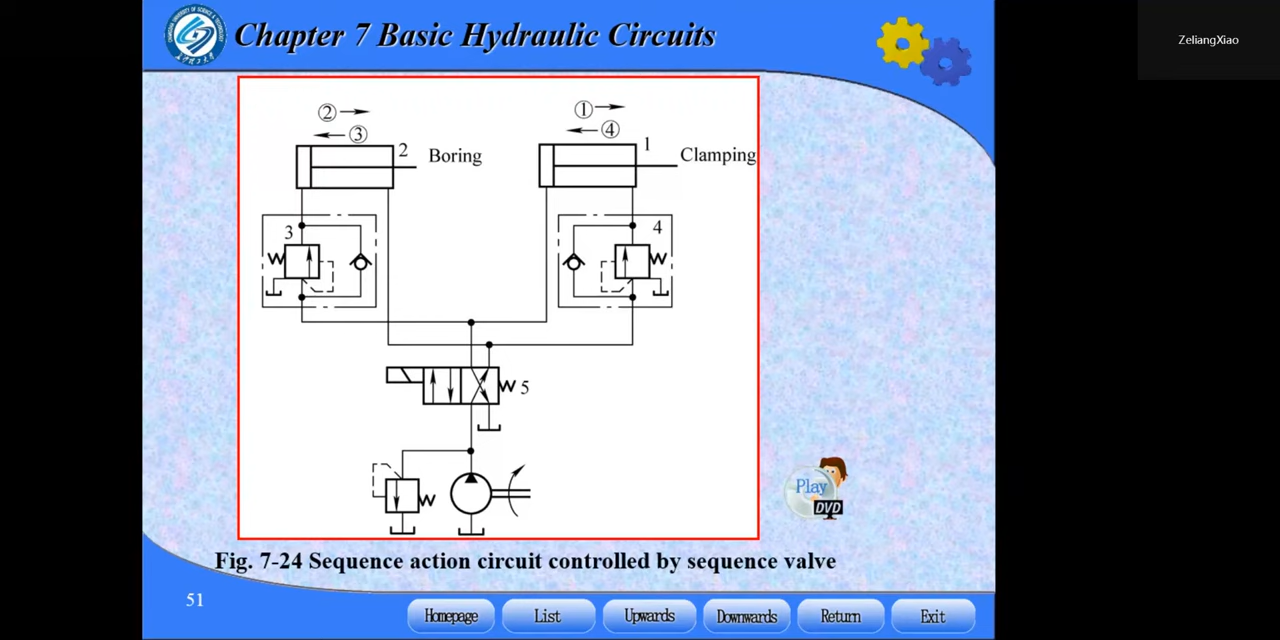 Chapter 7 Basic Hydraulic Circuits
ZeliangXiao
② ①
③ ④
2 Boring 1 Clamping
3 4
5
Play
DVD
Fig. 7-24 Sequence action circuit controlled by sequence valve
51
Homepage List Upwards Downwards Return Exit